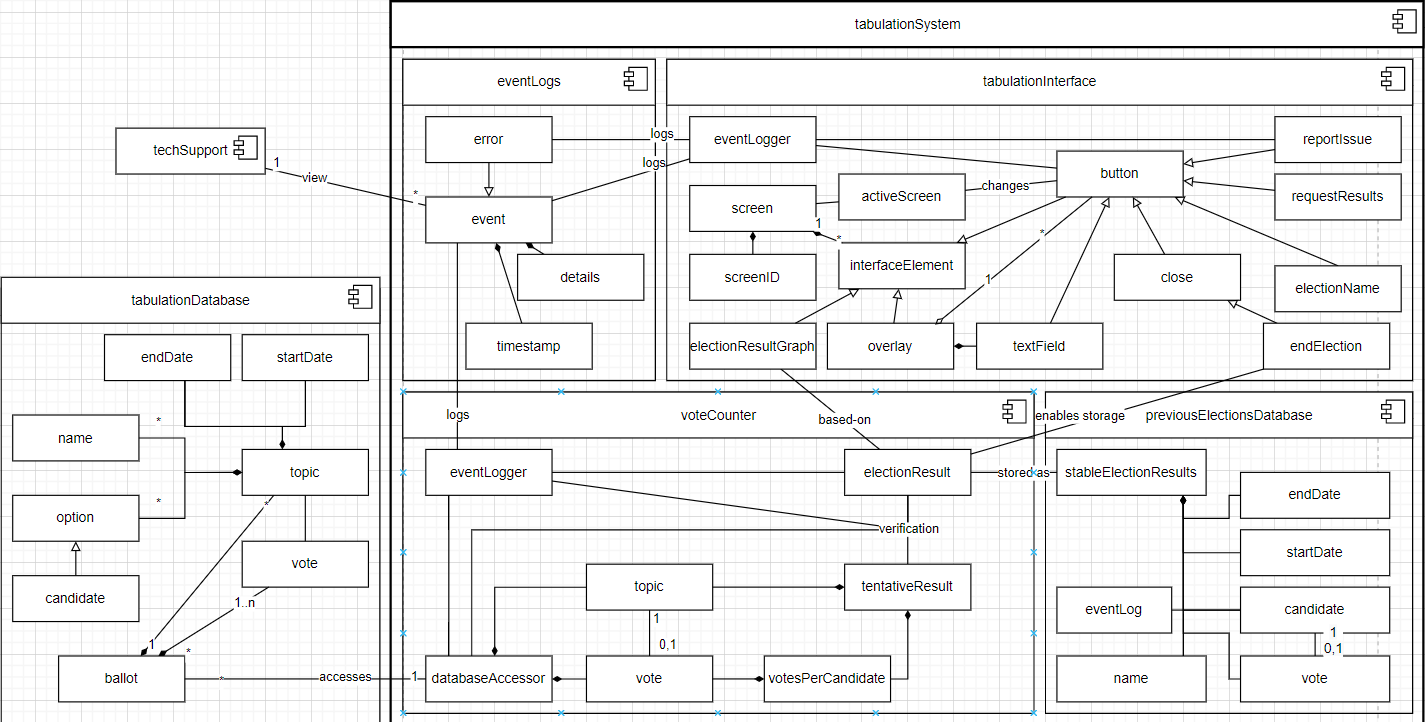 tabulationSystem
eventLogs
tabulationInterface
techSupport
1
view
*
error
logs
eventLogger
reportIssue
logs
button
event
screen
activeScreen
changes
requestResults
1
*
*
interfaceElement
details
screenID
1
close
electionName
tabulationDatabase
timestamp
electionResultGraph
overlay
textField
endElection
endDate
startDate
logs
voteCounter
based-on
enables storage
previousElectionsDatabase
*
name
topic
eventLogger
electionResult
stored as
stableElectionResults
*
*
option
verification
endDate
vote
startDate
candidate
1..n
topic
tentativeResult
eventLog
candidate
1
0,1
1
0,1
1
*
ballot
*
accesses
1
databaseAccessor
vote
votesPerCandidate
name
vote